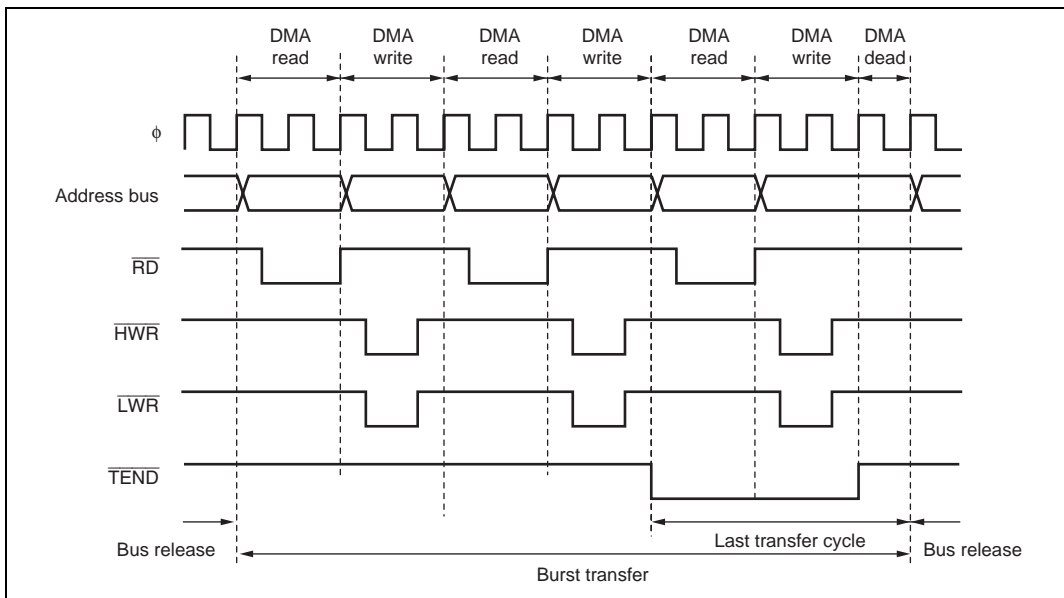 DMA read
DMA write
DMA read
DMA write
DMA read
DMA write
DMA dead
ϕ
Address bus
RD
HWR
LWR
TEND
Bus release
Last transfer cycle
Bus release
Burst transfer